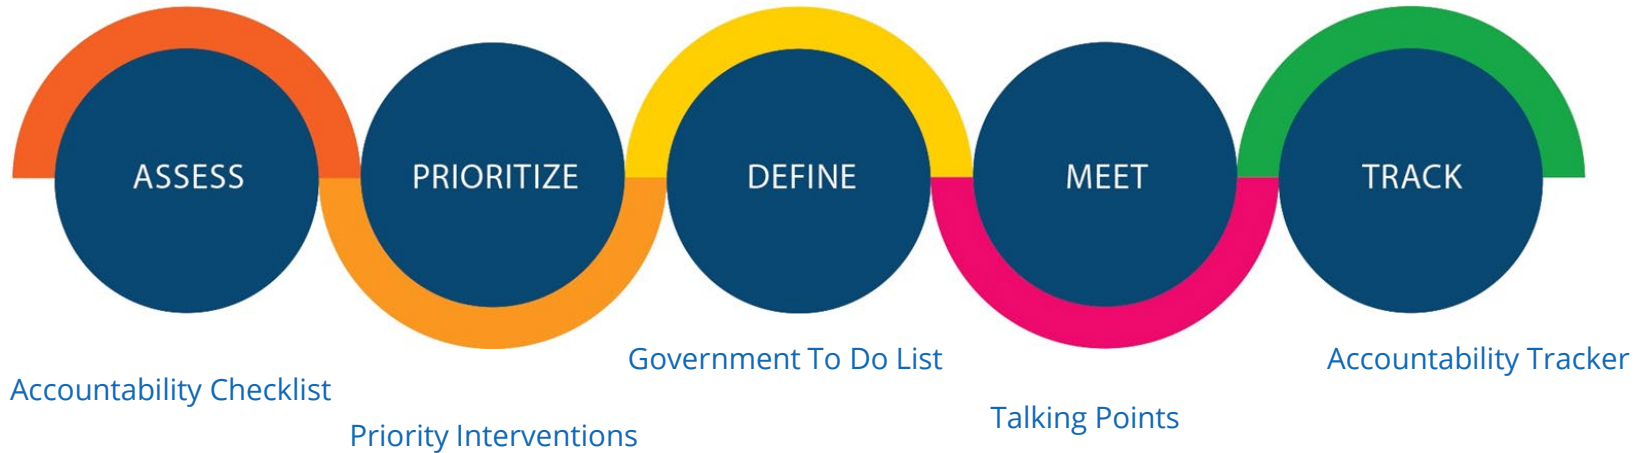 ASSESS
PRIORITIZE
DEFINE
MEET
TRACK
Accountability Checklist
Priority Interventions
Government To Do List
Talking Points
Accountability Tracker